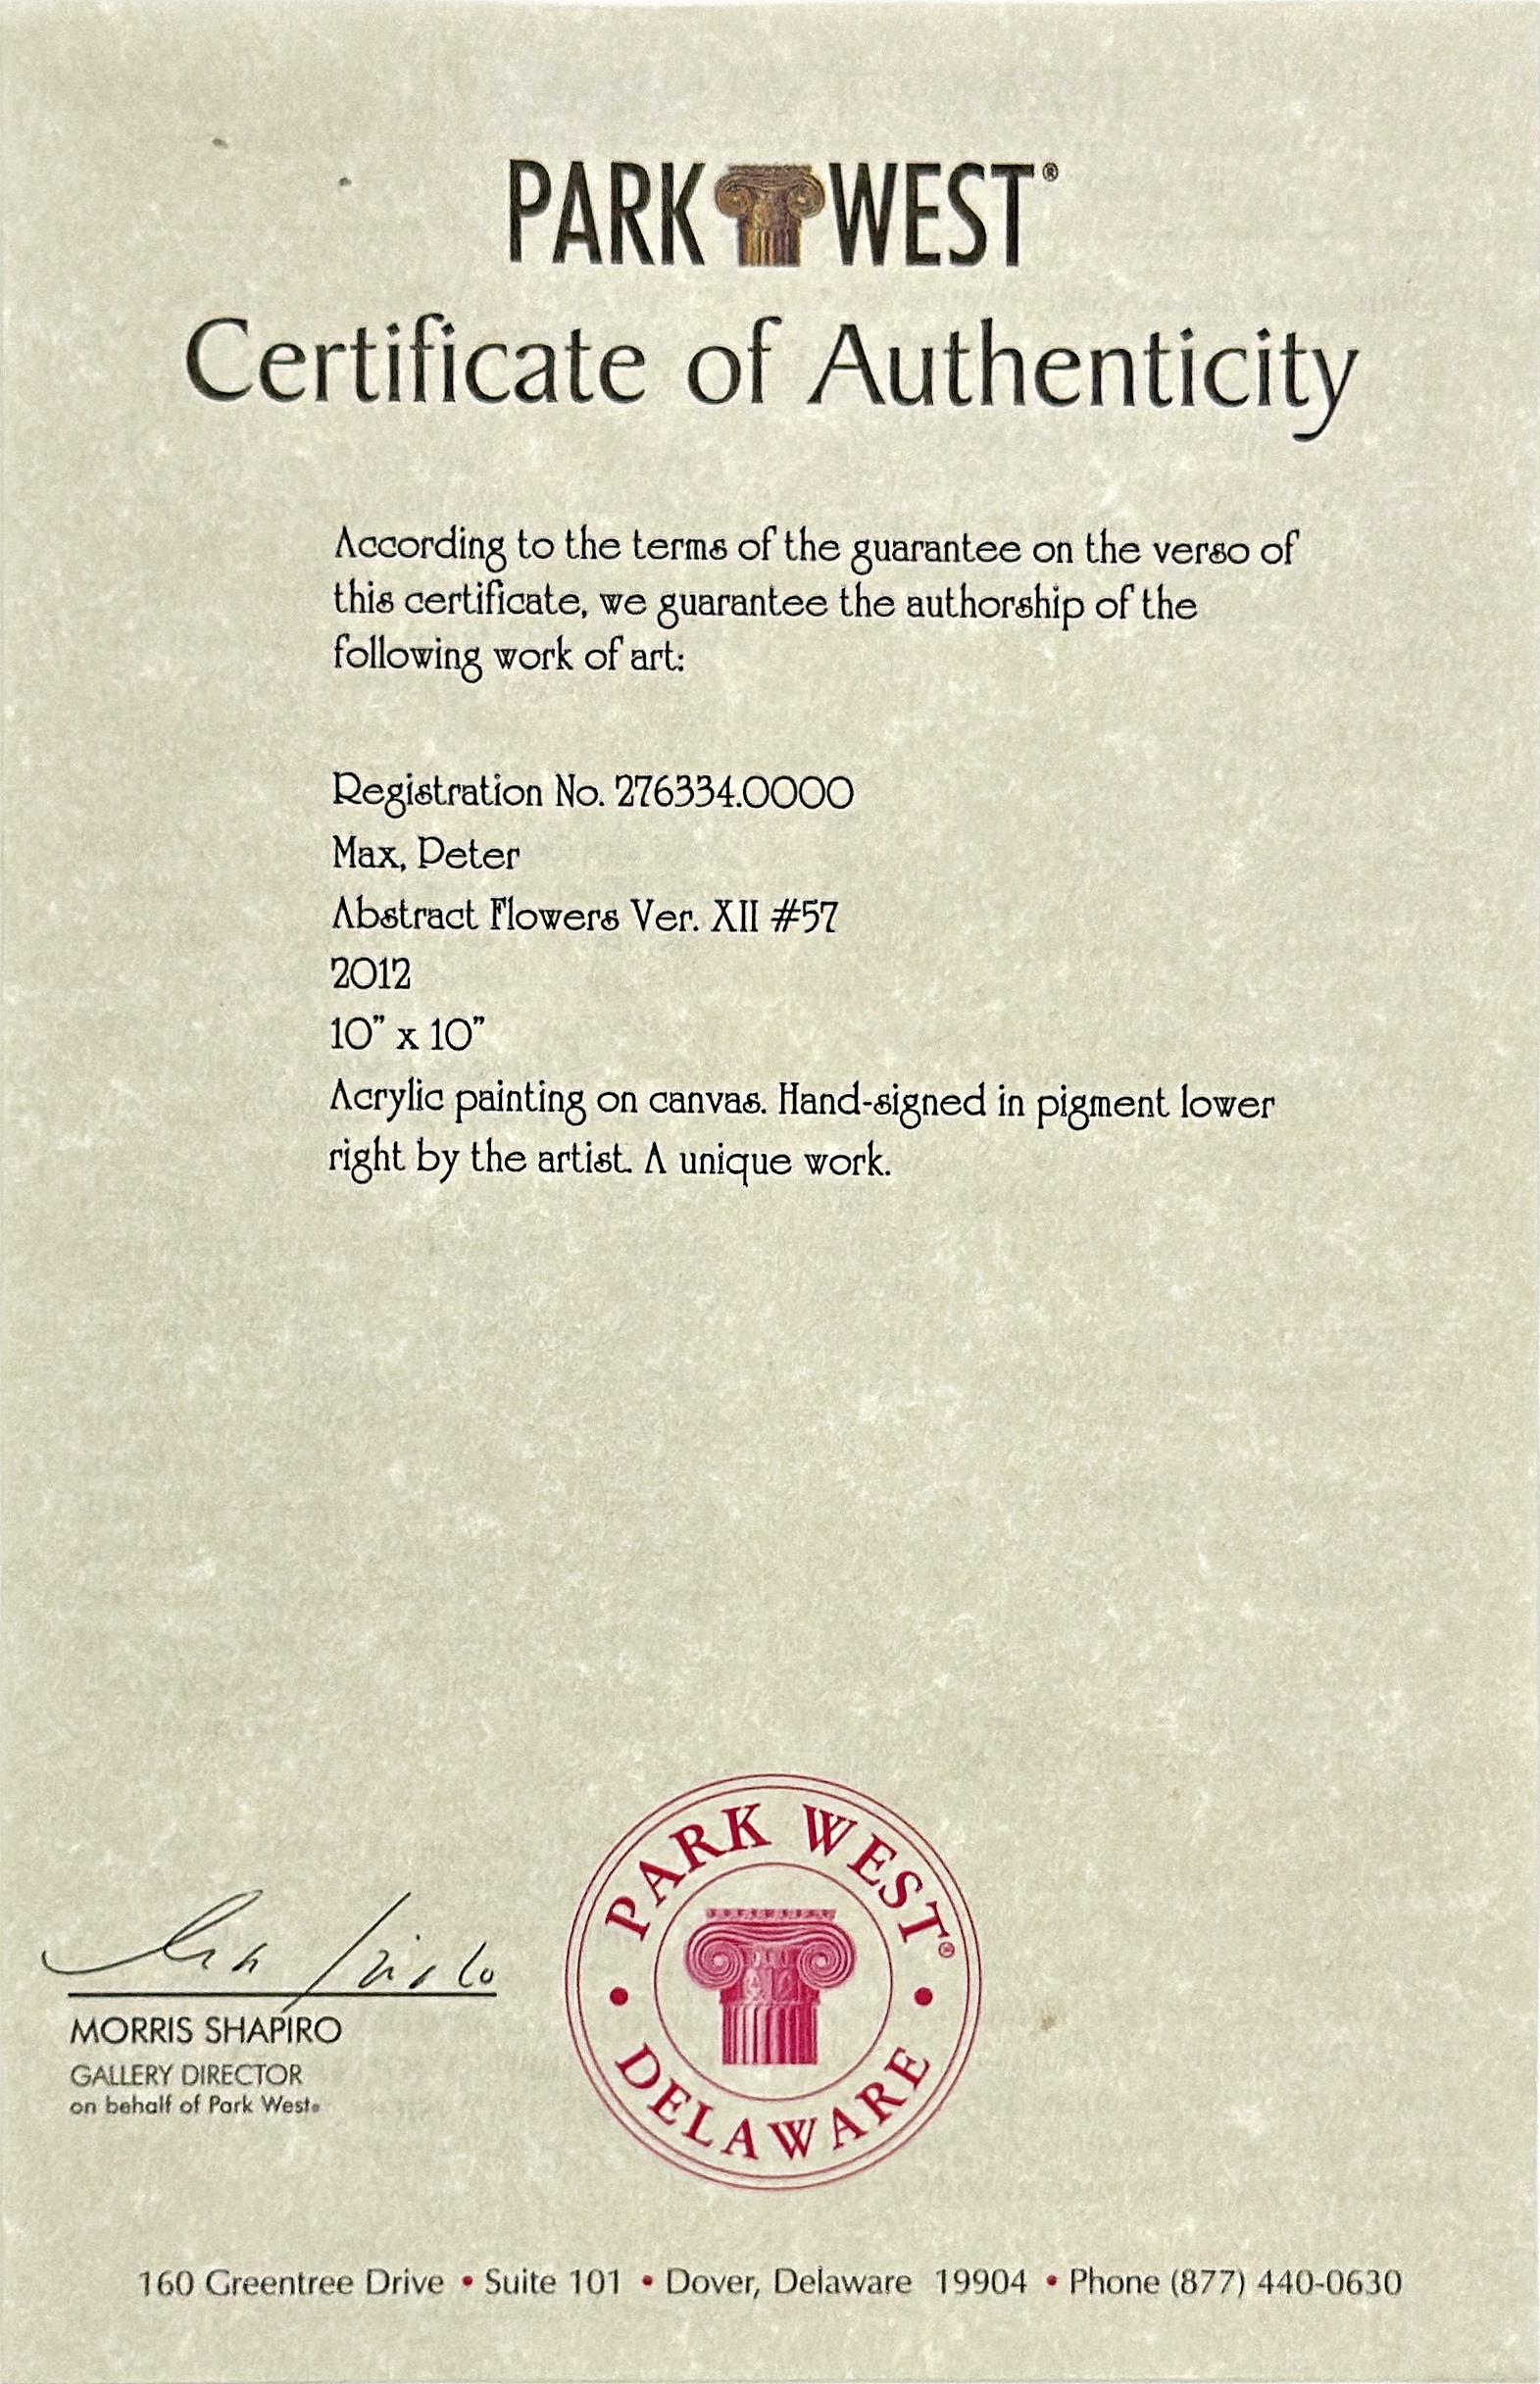 PARK WEST®
Certificate of Authenticity
According to the terms of the guarantee on the verso of
this certificate, we guarantee the authorship of the
following work of art:
Registration No. 276334.0000
Max, Peter
Abstract Flowers Ver. XII #57
2012
10” x 10”
Acrylic painting on canvas. Hand-signed in pigment lower
right by the artist. A unique work.
PARK WEST®
• DELAWARE •
MORRIS SHAPIRO
GALLERY DIRECTOR
on behalf of Park West®
160 Greentree Drive • Suite 101 • Dover, Delaware 19904 • Phone (877) 440-0630